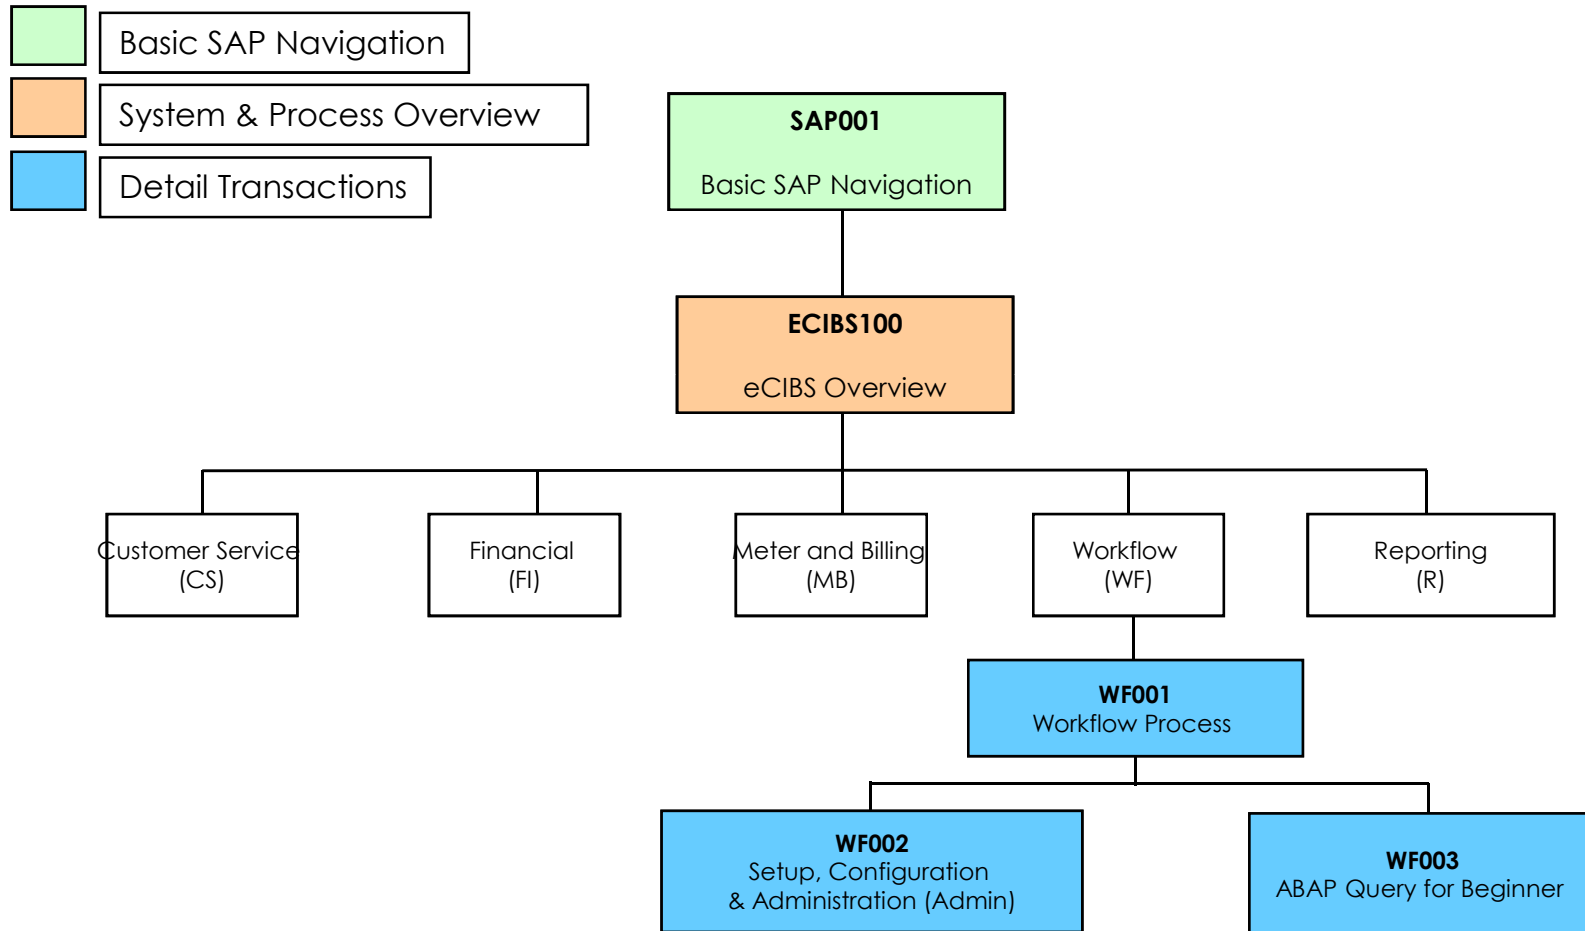 Basic SAP Navigation
System & Process Overview
Detail Transactions
SAP001
Basic SAP Navigation
ECIBS100
eCIBS Overview
Customer Service
(CS)
Financial
(FI)
Meter and Billing
(MB)
Workflow
(WF)
Reporting
(R)
WF001
Workflow Process
WF002
Setup, Configuration
& Administration (Admin)
WF003
ABAP Query for Beginner